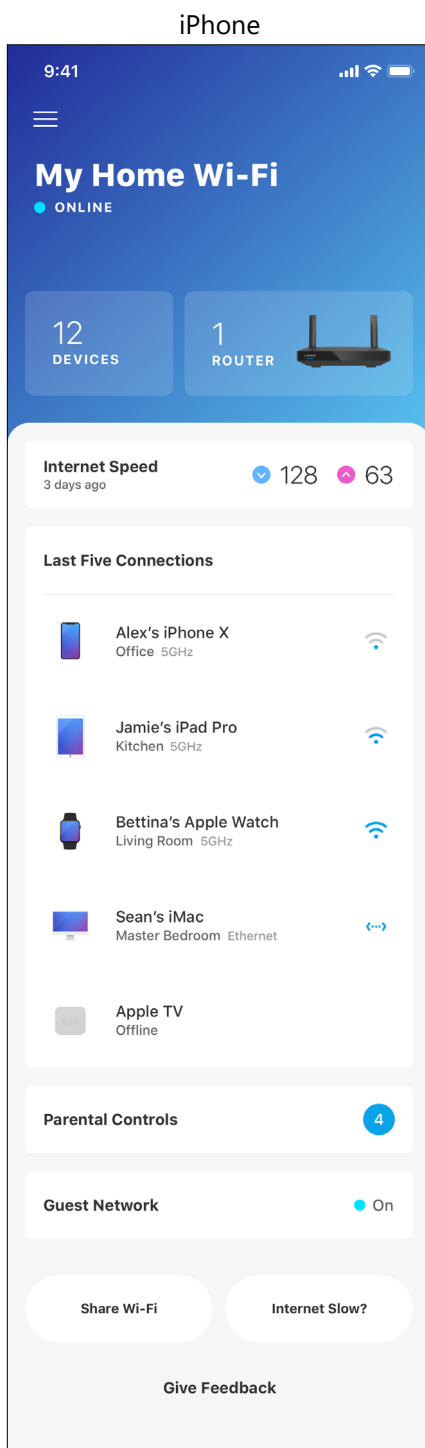 iPhone
9:41
My Home Wi-Fi
ONLINE
12
DEVICES
1
ROUTER
Internet Speed
3 days ago
128
63
Last Five Connections
Alex's iPhone X
Office 5GHz
Jamie's iPad Pro
Kitchen 5GHz
Bettina's Apple Watch
Living Room 5GHz
Sean's iMac
Master Bedroom Ethernet
Apple TV
Offline
Parental Controls
4
Guest Network
On
Share Wi-Fi
Internet Slow?
Give Feedback